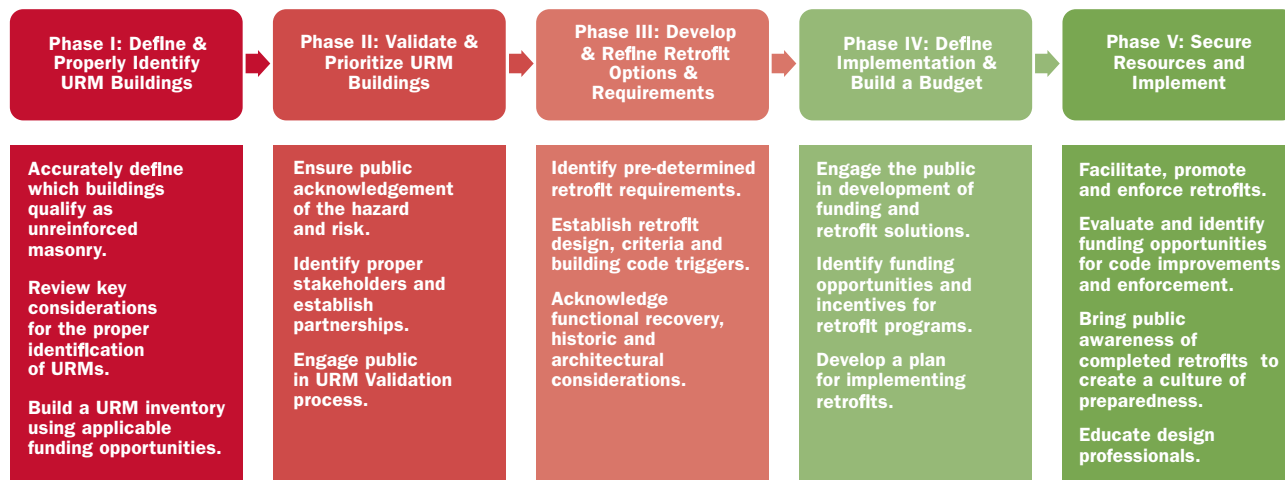 Phase I: Define &
Properly Identify
URM Buildings
Phase II: Validate &
Prioritize URM
Buildings
Phase III: Develop
& Refine Retrofit
Options &
Requirements
Phase IV: Define
Implementation &
Build a Budget
Phase V: Secure
Resources and
Implement
Accurately define
which buildings
qualify as
unreinforced
masonry.
Review key
considerations
for the proper
identification
of URMs.
Build a URM inventory
using applicable
funding opportunities.
Ensure public
acknowledgement
of the hazard
and risk.
Identify proper
stakeholders and
establish
partnerships.
Engage public
in URM Validation
process.
Identify pre-determined
retrofit requirements.
Establish retrofit
design, criteria and
building code triggers.
Acknowledge
functional recovery,
historic and
architectural
considerations.
Engage the public
in development of
funding and
retrofit solutions.
Identify funding
opportunities and
incentives for
retrofit programs.
Develop a plan
for implementing
retrofits.
Facilitate, promote
and enforce retrofits.
Evaluate and identify
funding opportunities
for code improvements
and enforcement.
Bring public
awareness of
completed retrofits to
create a culture of
preparedness.
Educate design
professionals.